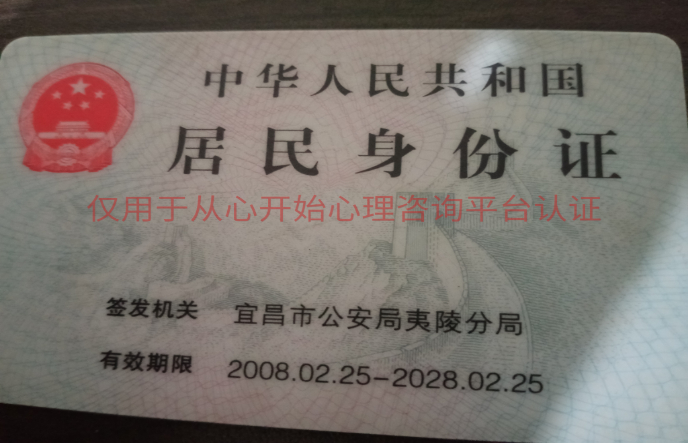 中华人民共和国
居民身份证
仅用于从心开始心理咨询平台认证
签发机关 宜昌市公安局夷陵分局
有效期限 2008.02.25-2028.02.25